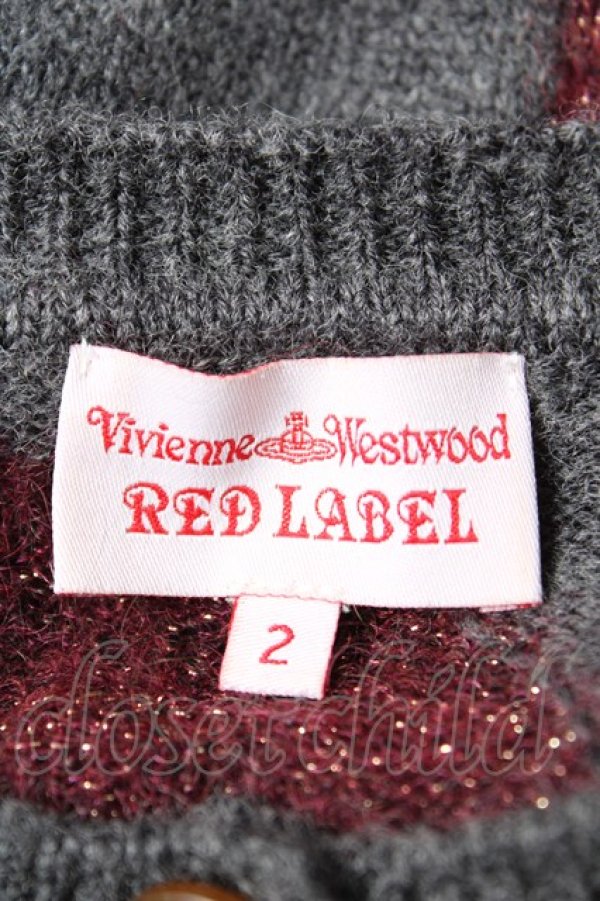 Vivienne Westwood
RED LABEL
2
closetchild